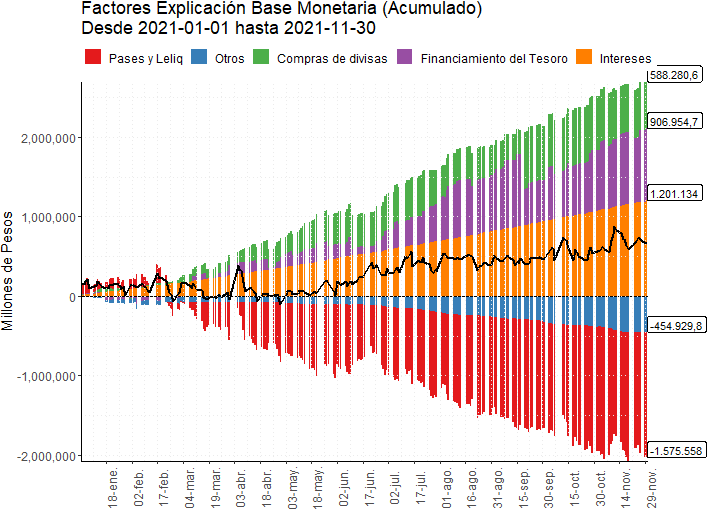 Factores Explicación Base Monetaria (Acumulado)
Desde 2021-01-01 hasta 2021-11-30
Pases y Leliq Otros Compras de divisas Financiamiento del Tesoro Intereses
Millones de Pesos
2,000,000
1,000,000
0
-1,000,000
-2,000,000
588.280,6
906.954,7
1.201.134
-454.929,8
-1.575.558
18-ene.
02-feb.
17-feb.
04-mar.
19-mar.
03-abr.
18-abr.
03-may.
18-may.
02-jun.
17-jun.
02-jul.
17-jul.
01-ago.
16-ago.
31-ago.
15-sep.
30-sep.
15-oct.
30-oct.
14-nov.
29-nov.